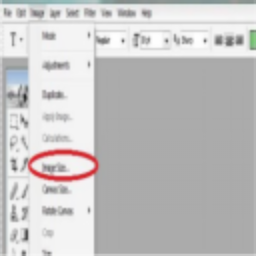 File Edit Image Layer Select Filter View Window Help
T
Regular
Sharp
Mode
Adjustments
Duplicate...
Apply Image...
Calculations...
Image Size...
Canvas Size...
Rotate Canvas
Crop
Trim